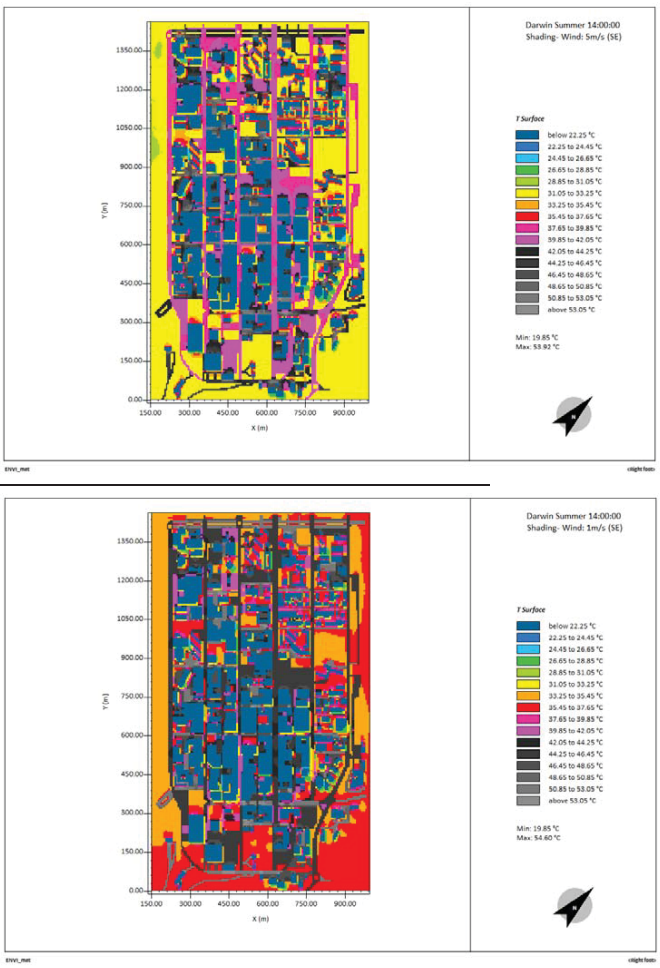 Darwin Summer 14:00:00
Shading- Wind: 5m/s (SE)
1350.00
1200.00
1050.00
900.00
750.00
600.00
450.00
300.00
150.00
0.00
Y (m)
150.00 300.00 450.00 600.00 750.00 900.00
X (m)
T Surface
below 22.25 °C
22.25 to 24.45 °C
24.45 to 26.65 °C
26.65 to 28.85 °C
28.85 to 31.05 °C
31.05 to 33.25 °C
33.25 to 35.45 °C
35.45 to 37.65 °C
37.65 to 39.85 °C
39.85 to 42.05 °C
42.05 to 44.25 °C
44.25 to 46.45 °C
46.45 to 48.65 °C
48.65 to 50.85 °C
50.85 to 53.05 °C
above 53.05 °C
Min: 19.85 °C
Max: 53.92 °C
N
ENVI_met
<Right foot>
Darwin Summer 14:00:00
Shading- Wind: 1m/s (SE)
1350.00
1200.00
1050.00
900.00
750.00
600.00
450.00
300.00
150.00
0.00
Y (m)
150.00 300.00 450.00 600.00 750.00 900.00
X (m)
T Surface
below 22.25 °C
22.25 to 24.45 °C
24.45 to 26.65 °C
26.65 to 28.85 °C
28.85 to 31.05 °C
31.05 to 33.25 °C
33.25 to 35.45 °C
35.45 to 37.65 °C
37.65 to 39.85 °C
39.85 to 42.05 °C
42.05 to 44.25 °C
44.25 to 46.45 °C
46.45 to 48.65 °C
48.65 to 50.85 °C
50.85 to 53.05 °C
above 53.05 °C
Min: 19.85 °C
Max: 54.60 °C
N
ENVI_met
<Right foot>